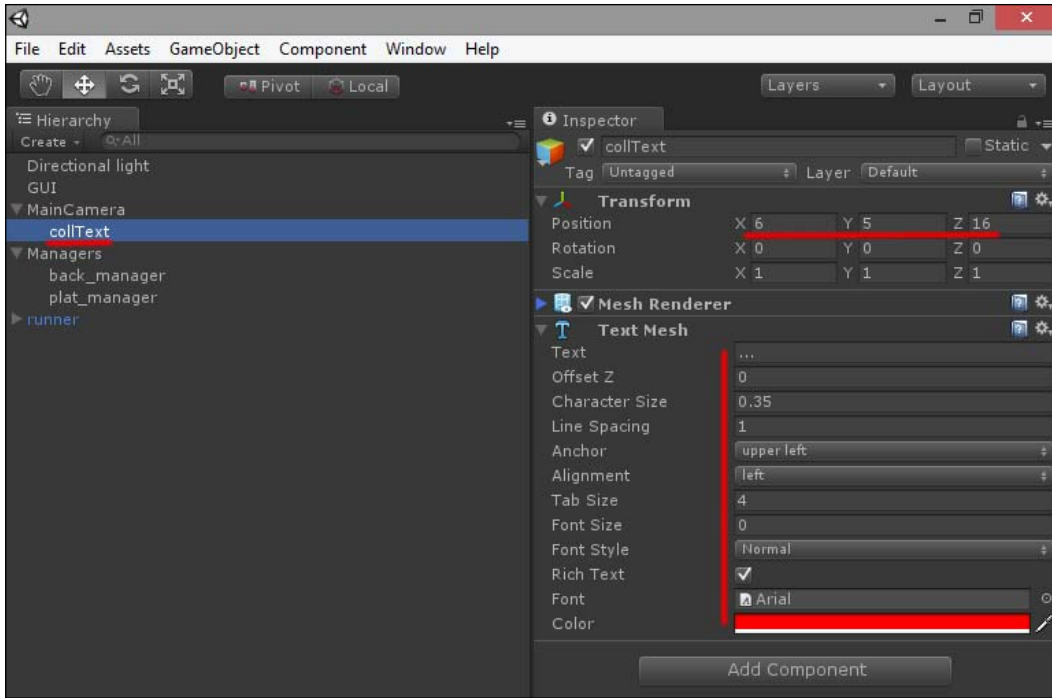 File Edit Assets GameObject Component Window Help
Pivot Local Layers Layout
Hierarchy
Create All
Directional light
GUI
MainCamera
collText
Managers
back_manager
plat_manager
runner
Inspector
collText Static
Tag Untagged Layer Default
Transform
Position X 6 Y 5 Z 16
Rotation X 0 Y 0 Z 0
Scale X 1 Y 1 Z 1
Mesh Renderer
Text Mesh
Text ...
Offset Z 0
Character Size 0.35
Line Spacing 1
Anchor upper left
Alignment left
Tab Size 4
Font Size 0
Font Style Normal
Rich Text
Font Arial
Color
Add Component